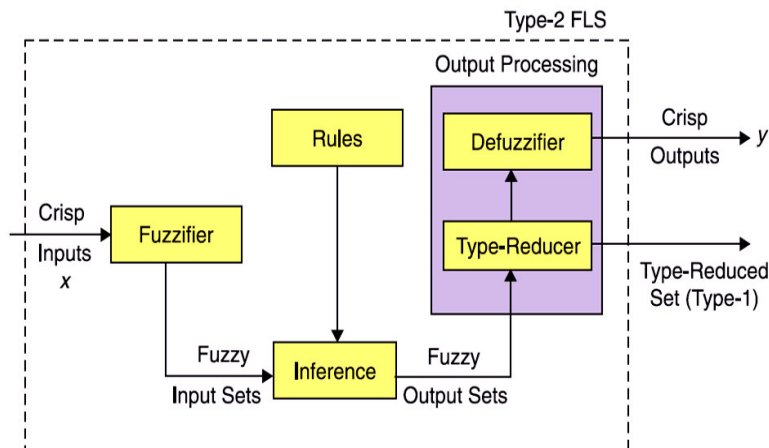 Type-2 FLS
Output Processing
Rules
Defuzzifier
Crisp
Outputs
y
Crisp
Inputs
x
Fuzzifier
Type-Reducer
Type-Reduced
Set (Type-1)
Fuzzy
Input Sets
Inference
Fuzzy
Output Sets